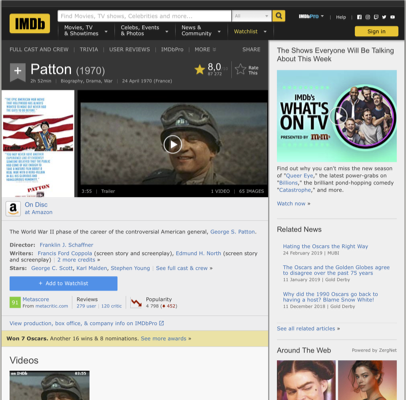 IMDb
Find Movies, TV shows, Celebrities and more...
All
IMDbPro
Help
Movies, TV
& Showtimes
Celebs, Events
& Photos
News &
Community
Watchlist
Sign in
FULL CAST AND CREW | TRIVIA | USER REVIEWS | IMDbPro | MORE
SHARE
Patton (1970)
2h 52min | Biography, Drama, War | 24 April 1970 (France)
8,0
Rate
This
PATTON
3:55 | Trailer
1 VIDEO | 65 IMAGES
On Disc
at Amazon
The World War II phase of the career of the controversial American general, George S. Patton.
Director: Franklin J. Schaffner
Writers: Francis Ford Coppola (screen story and screenplay), Edmund H. North (screen story and
screenplay) | 2 more credits »
Stars: George C. Scott, Karl Malden, Stephen Young | See full cast & crew »
+ Add to Watchlist
91
Metascore
From metacritic.com
Reviews
279 user | 120 critic
Popularity
4 798 (452)
View production, box office, & company info on IMDbPro
Won 7 Oscars. Another 16 wins & 8 nominations. See more awards »
Videos
The Shows Everyone Will Be Talking
About This Week
IMDb's
WHAT'S
ON TV
PRESENTED BY m&m's
Find out why you can't miss the new season
of "Queer Eye," the latest power-grabs on
"Billions," the brilliant pond-hopping comedy
"Catastrophe," and more.
Watch now »
Related News
Hating the Oscars the Right Way
24 February 2019 | MUBI
The Oscars and the Golden Globes agree
to disagree over the past 75 years
11 January 2019 | Gold Derby
Why did the 1990 Oscars go back to
having a host? Blame Snow White!
11 December 2018 | Gold Derby
See all related articles »
Around The Web
Powered by ZergNet